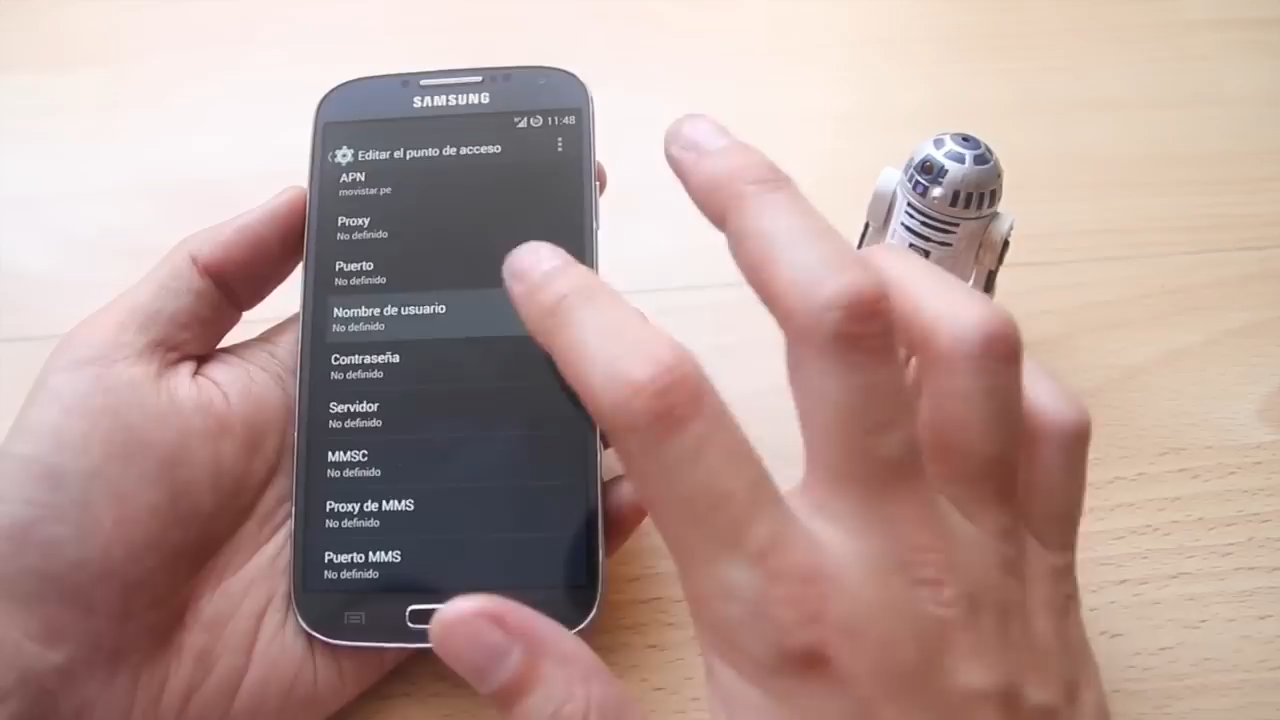 SAMSUNG
11:48
Editar el punto de acceso
APN
movistar.pe
Proxy
No definido
Puerto
No definido
Nombre de usuario
No definido
Contraseña
No definido
Servidor
No definido
MMSC
No definido
Proxy de MMS
No definido
Puerto MMS
No definido